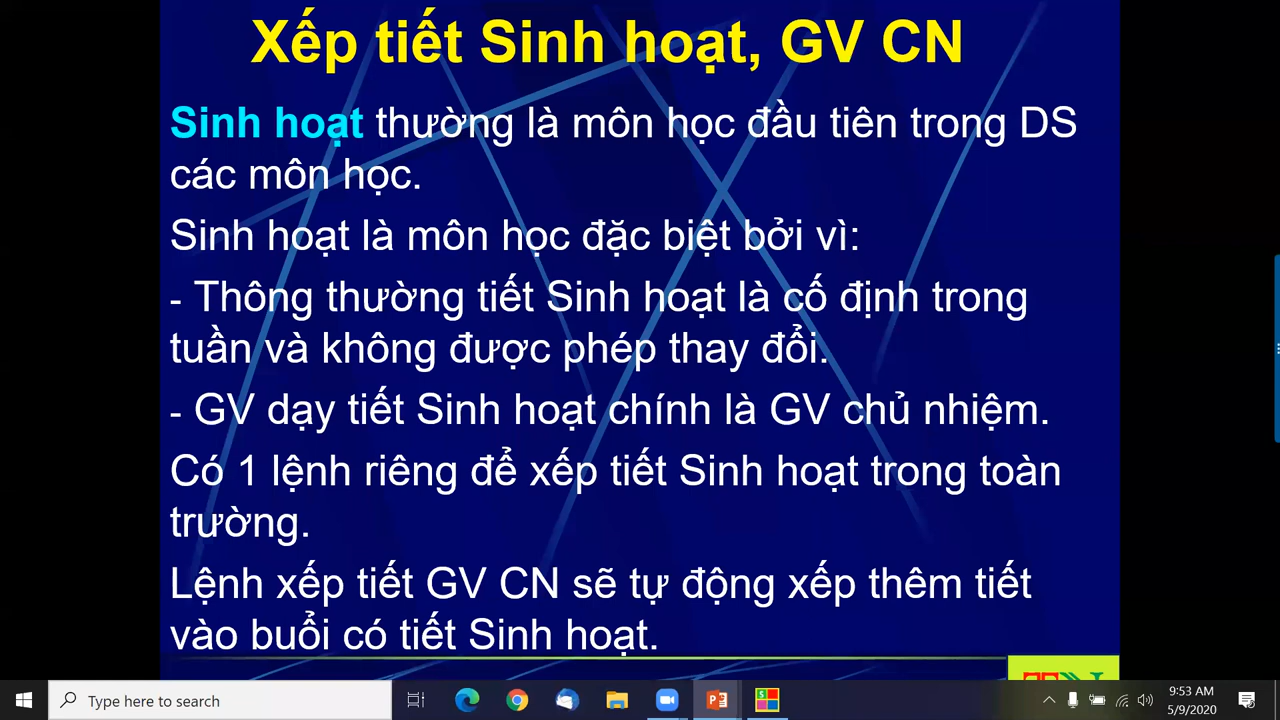 Xếp tiết Sinh hoạt, GV CN
Sinh hoạt thường là môn học đầu tiên trong DS
các môn học.
Sinh hoạt là môn học đặc biệt bởi vì:
- Thông thường tiết Sinh hoạt là cố định trong
tuần và không được phép thay đổi.
- GV dạy tiết Sinh hoạt chính là GV chủ nhiệm.
Có 1 lệnh riêng để xếp tiết Sinh hoạt trong toàn
trường.
Lệnh xếp tiết GV CN sẽ tự động xếp thêm tiết
vào buổi có tiết Sinh hoạt.
Type here to search
9:53 AM
5/9/2020